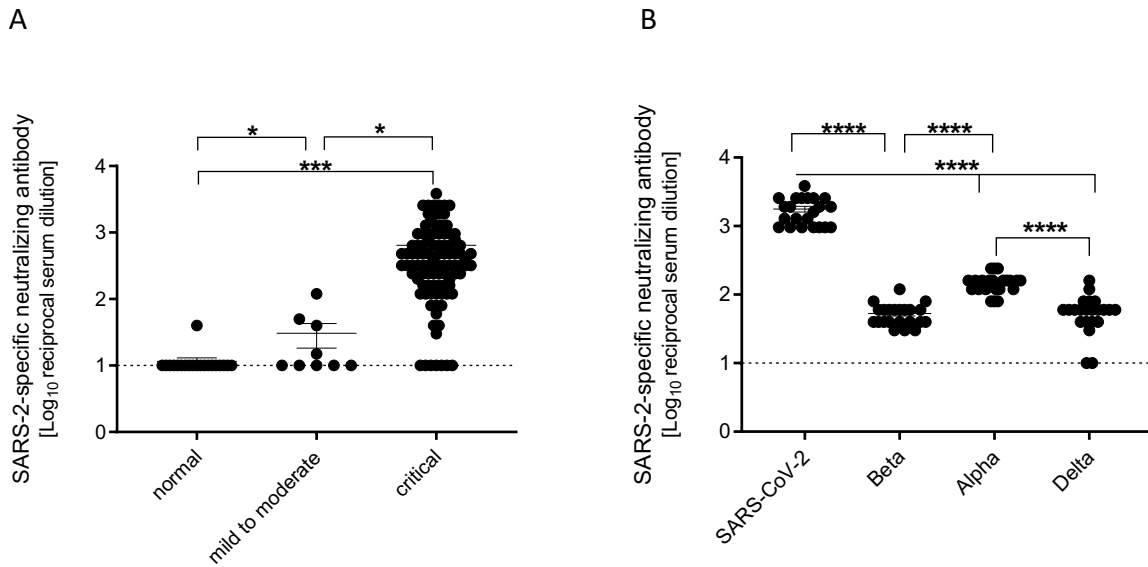 A
SARS-2-specific neutralizing antibody
[Log10 reciprocal serum dilution]
4
3
2
1
0
*
*
***
normal
mild to moderate
critical
B
SARS-2-specific neutralizing antibody
[Log10 reciprocal serum dilution]
4
3
2
1
0
****
****
****
****
SARS-CoV-2
Beta
Alpha
Delta